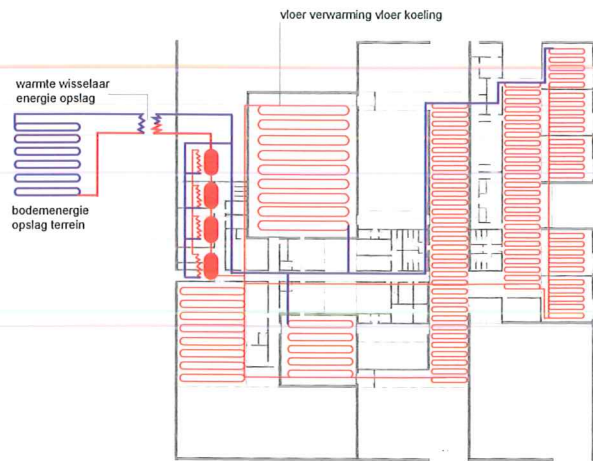 vloer verwarming vloer koeling
warmte wisselaar
energie opslag
bodemenergie
opslag terrein